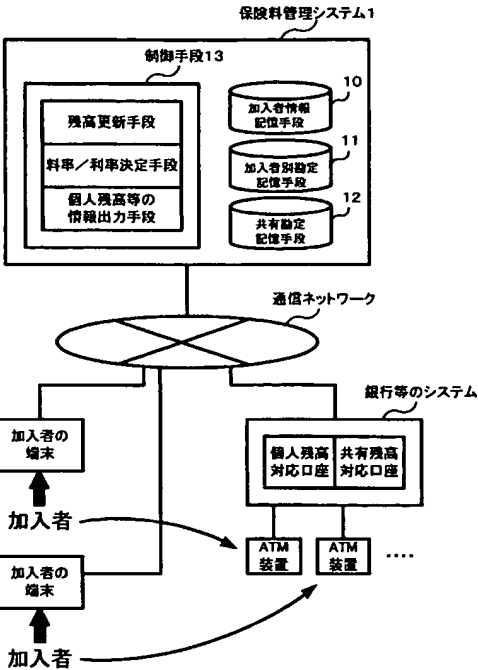 保険料管理システム1
制御手段13
残高更新手段
料率／利率決定手段
個人残高等の
情報出力手段
10
加入者情報
記憶手段
11
加入者別勘定
記憶手段
12
共有勘定
記憶手段
通信ネットワーク
銀行等のシステム
個人残高
対応口座
共有残高
対応口座
加入者の
端末
加入者
ATM
装置
ATM
装置
....
加入者の
端末
加入者